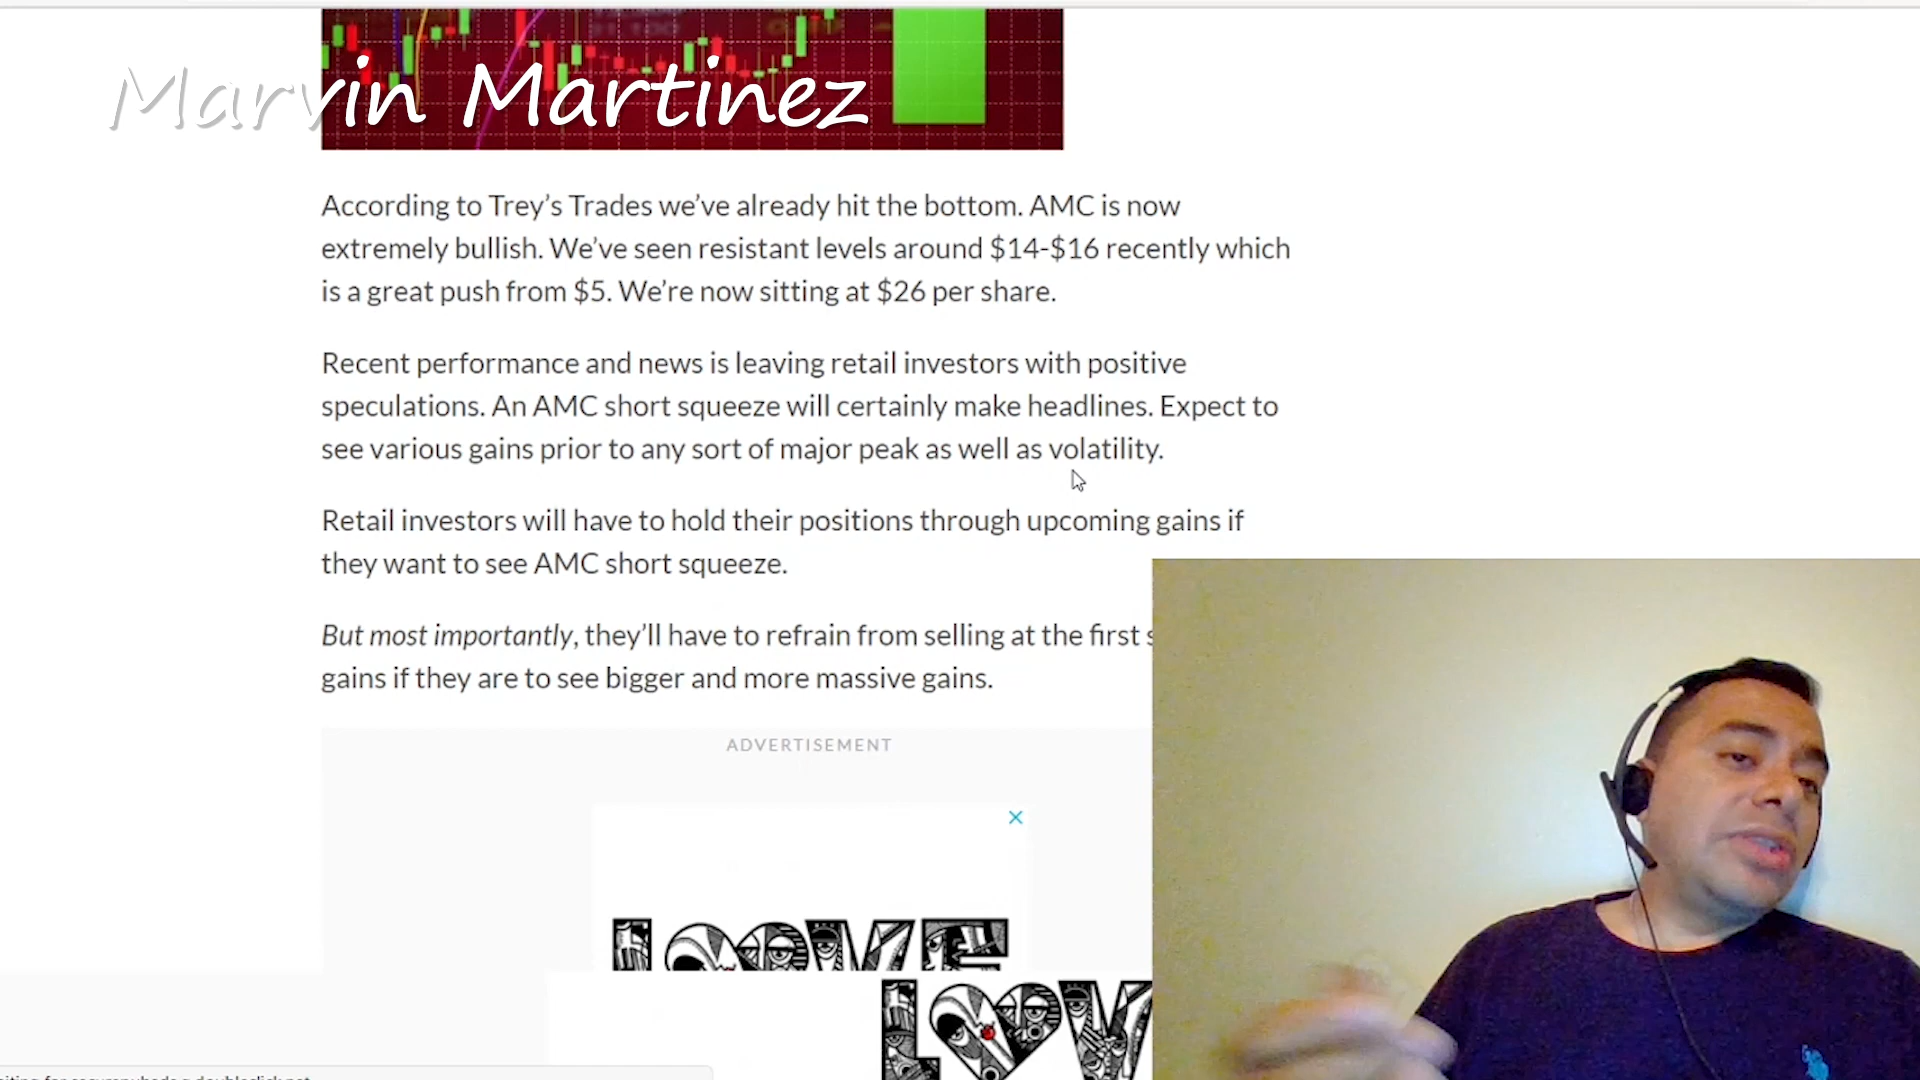 Marvin Martinez
According to Trey's Trades we've already hit the bottom. AMC is now
extremely bullish. We've seen resistant levels around $14-$16 recently which
is a great push from $5. We're now sitting at $26 per share.
Recent performance and news is leaving retail investors with positive
speculations. An AMC short squeeze will certainly make headlines. Expect to
see various gains prior to any sort of major peak as well as volatility.
Retail investors will have to hold their positions through upcoming gains if
they want to see AMC short squeeze.
But most importantly, they'll have to refrain from selling at the first
gains if they are to see bigger and more massive gains.
ADVERTISEMENT
LOVE
LOV